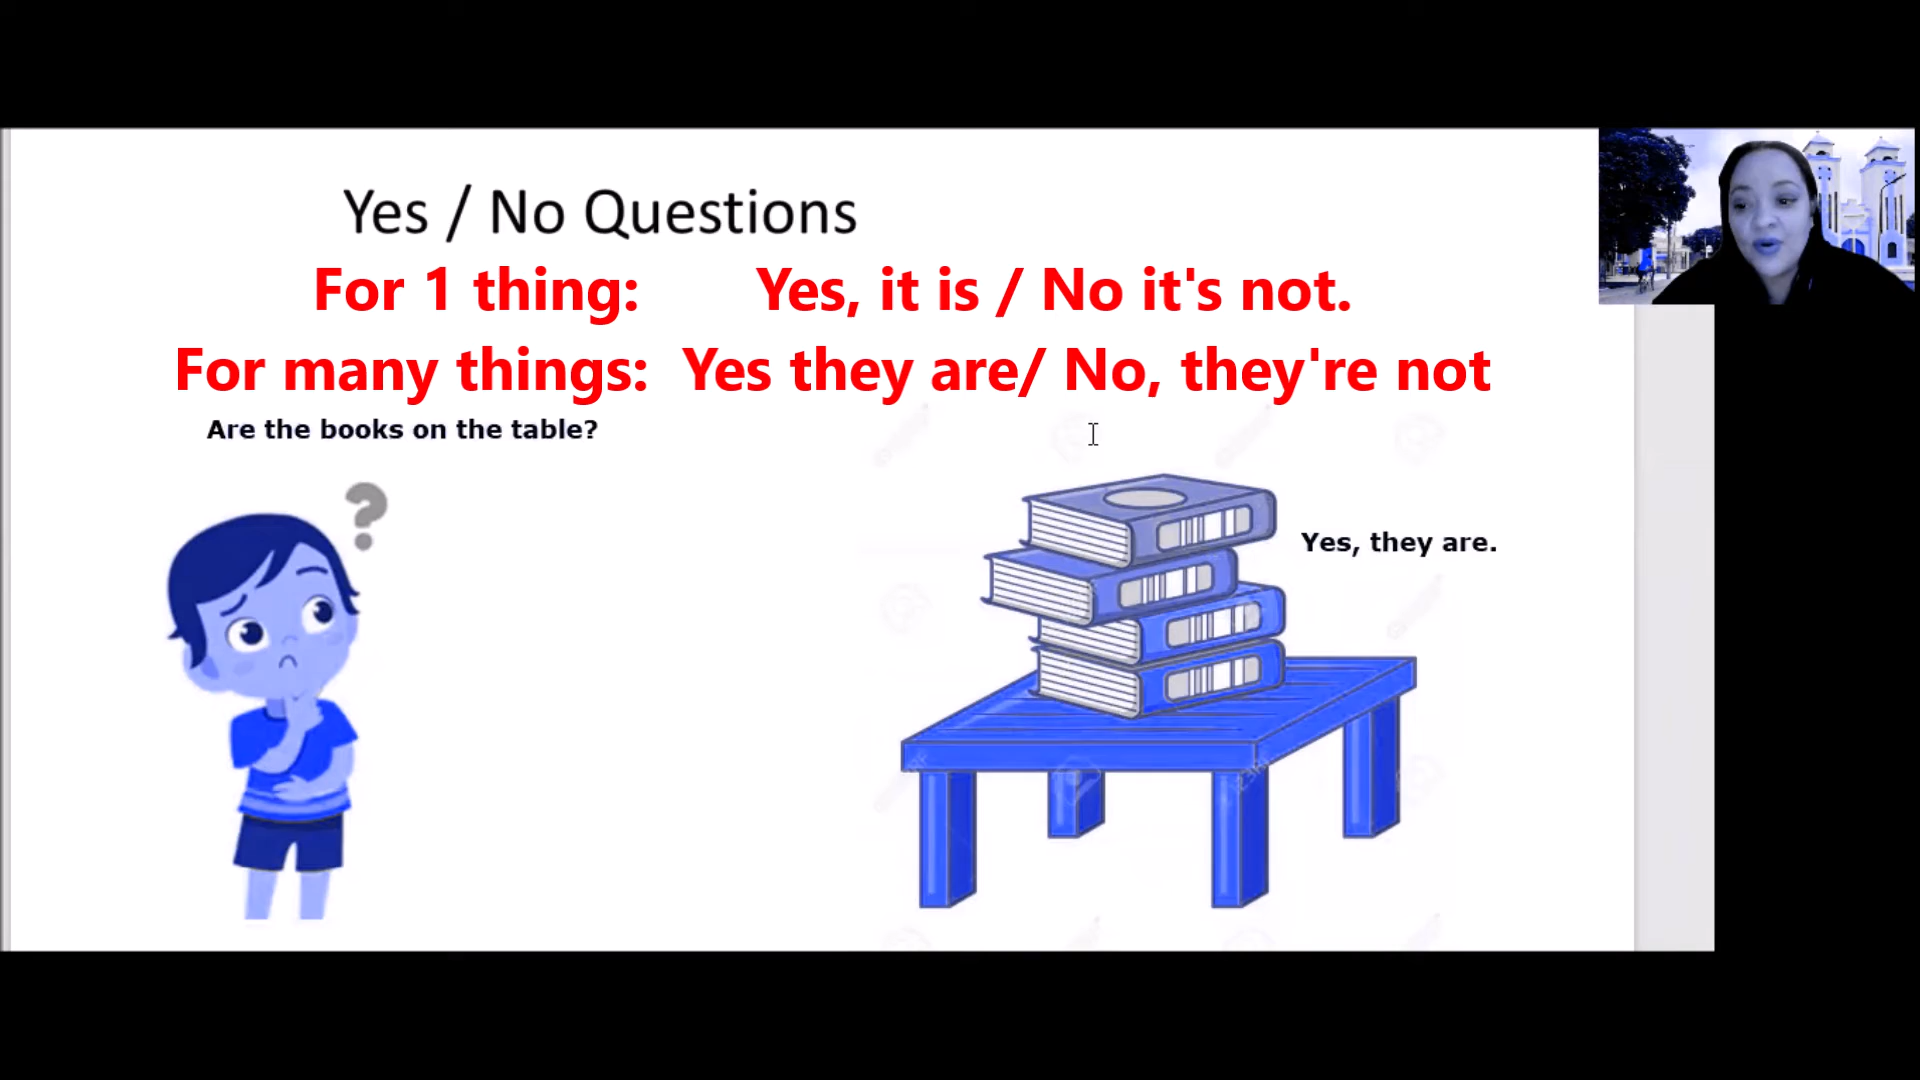 Yes / No Questions
For 1 thing: Yes, it is / No it's not.
For many things: Yes they are/ No, they're not
Are the books on the table?
?
Yes, they are.